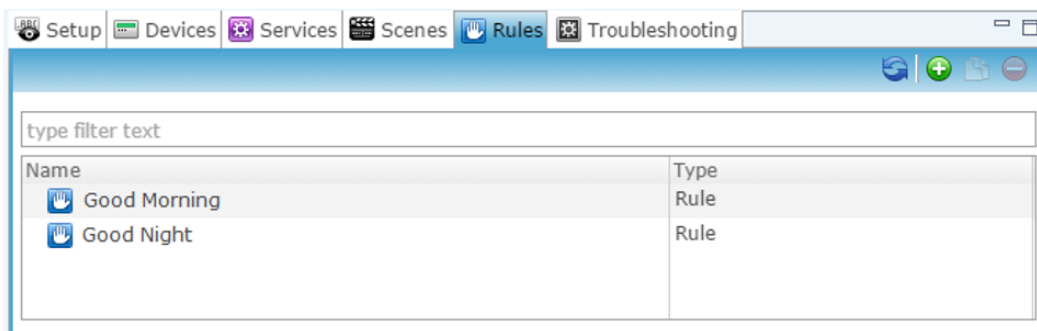 Setup Devices Services Scenes Rules Troubleshooting
type filter text
Name Type
Good Morning Rule
Good Night Rule